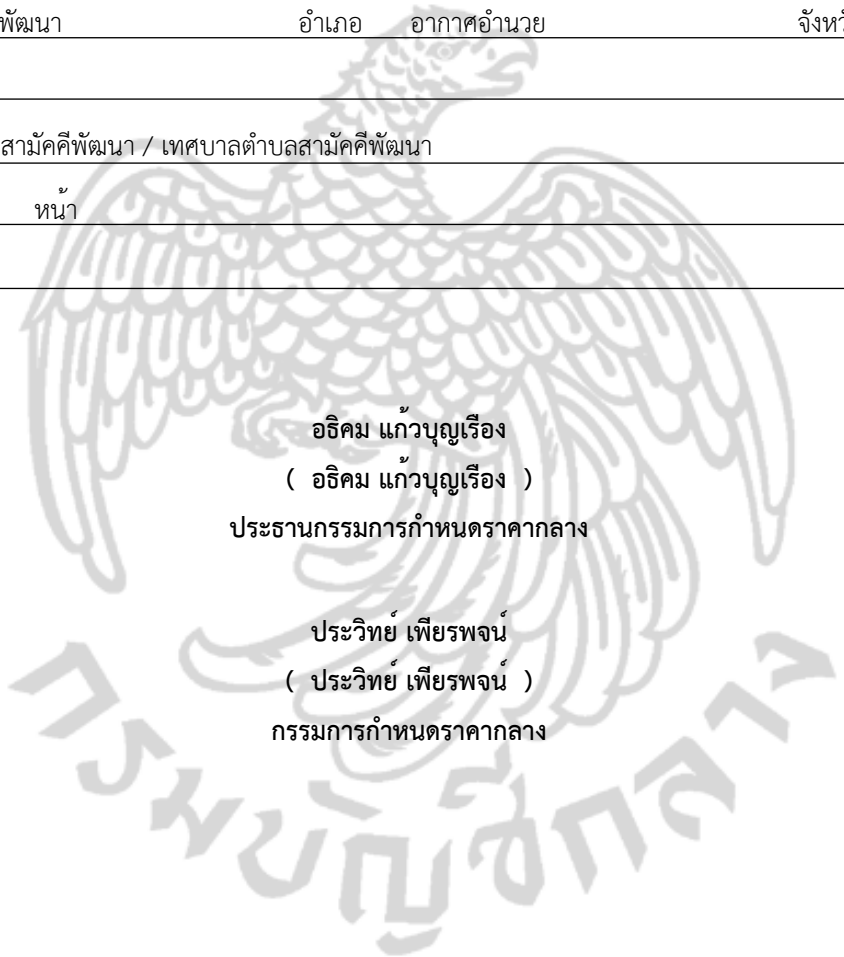 พัฒนา อำเภอ อากาศอำนวย จังหวั
สามัคคีพัฒนา / เทศบาลตำบลสามัคคีพัฒนา
หน้า
อธิคม แก้วบุญเรือง
( อธิคม แก้วบุญเรือง )
ประธานกรรมการกำหนดราคากลาง
ประวิทย์ เพียรพจน์
( ประวิทย์ เพียรพจน์ )
กรรมการกำหนดราคากลาง
กรมบัญชีกลาง